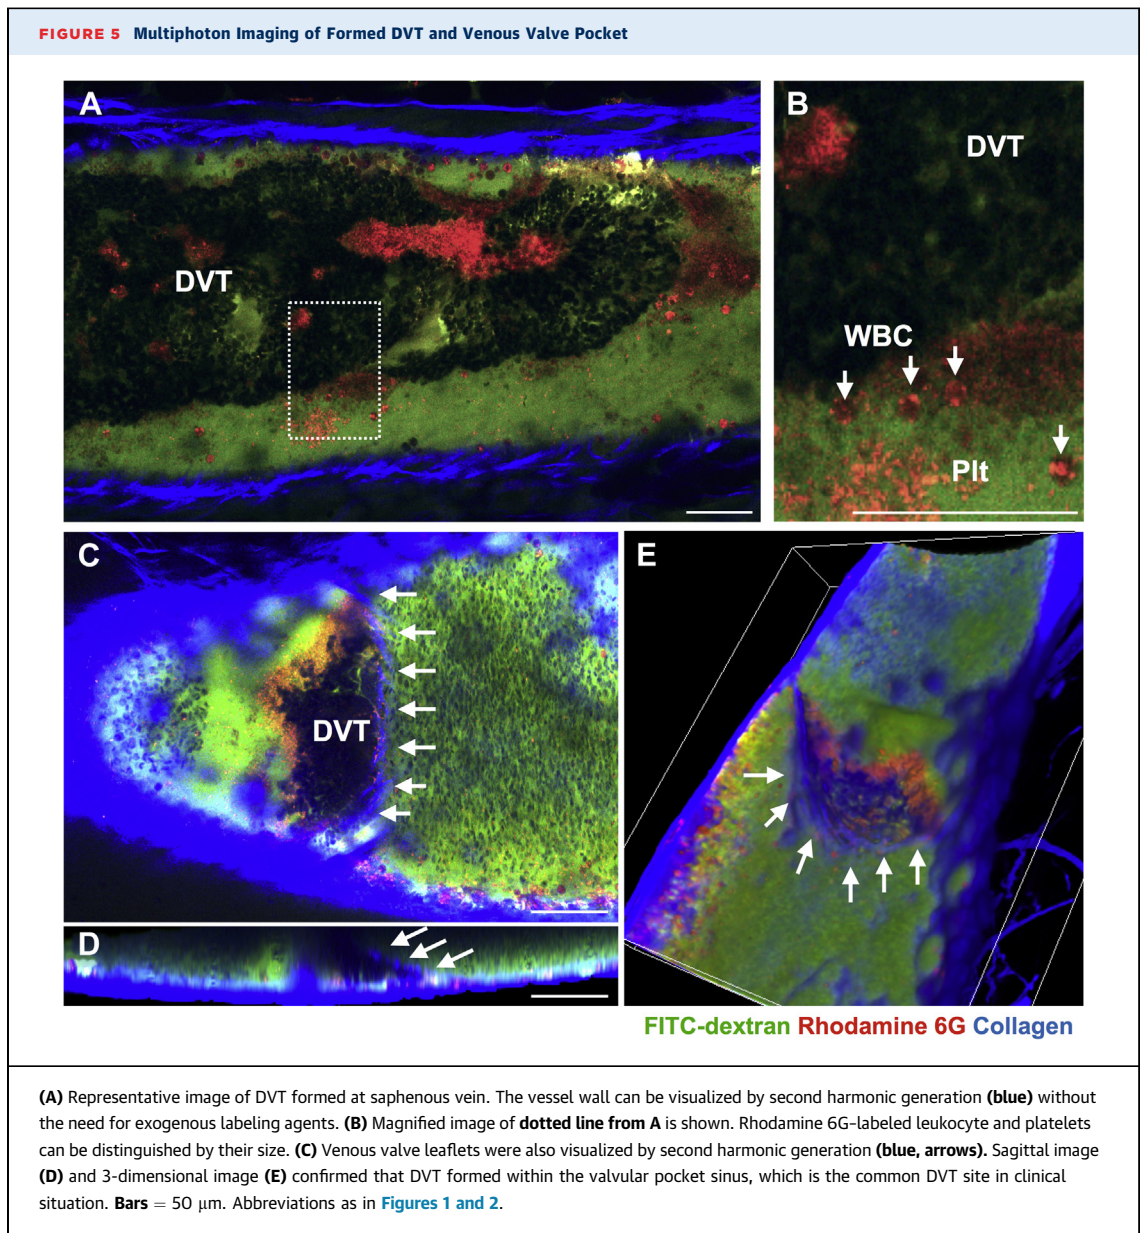 FIGURE 5 Multiphoton Imaging of Formed DVT and Venous Valve Pocket
A
DVT
B
DVT
WBC
Plt
C
DVT
E
D
FITC-dextran Rhodamine 6G Collagen
(A) Representative image of DVT formed at saphenous vein. The vessel wall can be visualized by second harmonic generation (blue) without
the need for exogenous labeling agents. (B) Magnified image of dotted line from A is shown. Rhodamine 6G-labeled leukocyte and platelets
can be distinguished by their size. (C) Venous valve leaflets were also visualized by second harmonic generation (blue, arrows). Sagittal image
(D) and 3-dimensional image (E) confirmed that DVT formed within the valvular pocket sinus, which is the common DVT site in clinical
situation. Bars = 50 μm. Abbreviations as in Figures 1 and 2.